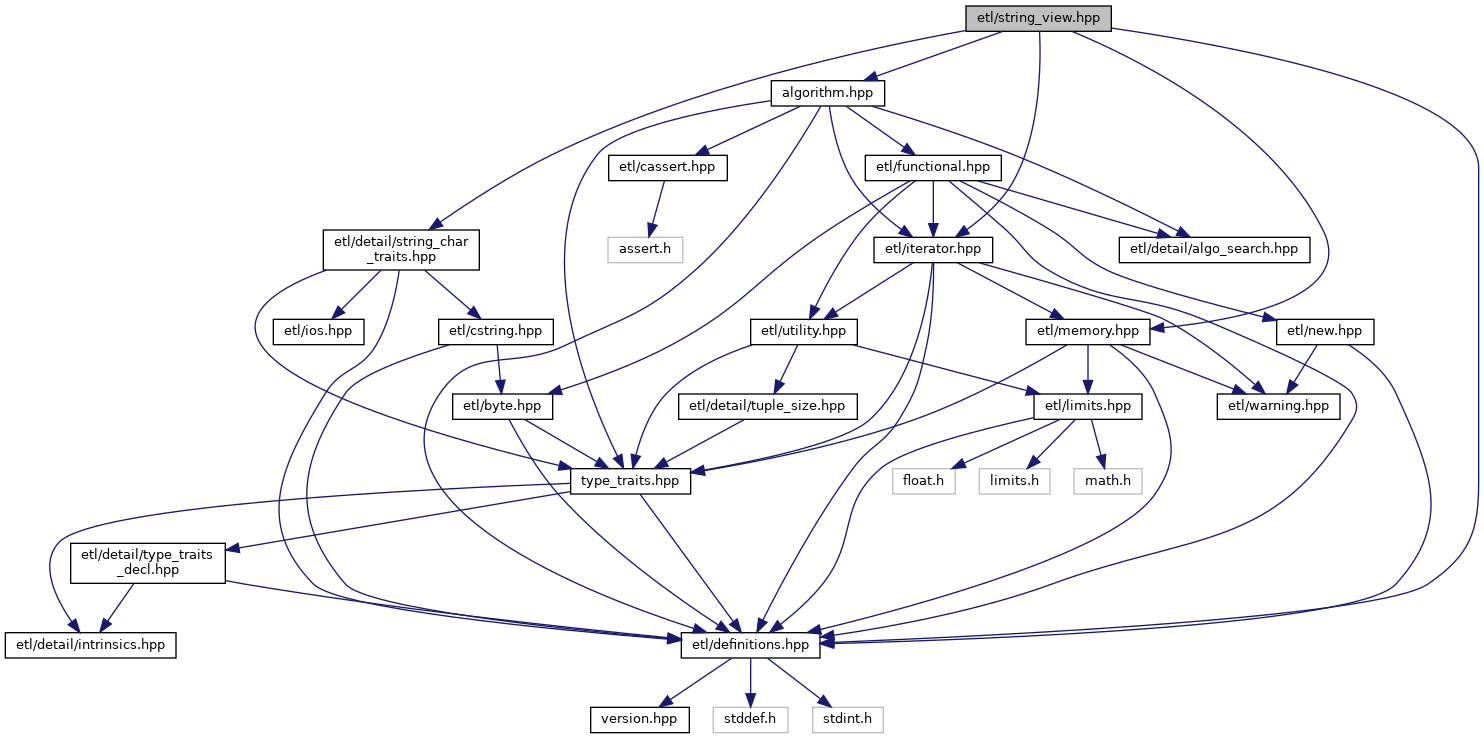 etl/string_view.hpp
algorithm.hpp
etl/cassert.hpp
etl/functional.hpp
etl/detail/string_char
_traits.hpp
assert.h
etl/iterator.hpp
etl/detail/algo_search.hpp
etl/ios.hpp
etl/cstring.hpp
etl/utility.hpp
etl/memory.hpp
etl/new.hpp
etl/byte.hpp
etl/detail/tuple_size.hpp
etl/limits.hpp
etl/warning.hpp
type_traits.hpp
float.h
limits.h
math.h
etl/detail/type_traits
_decl.hpp
etl/detail/intrinsics.hpp
etl/definitions.hpp
version.hpp
stddef.h
stdint.h